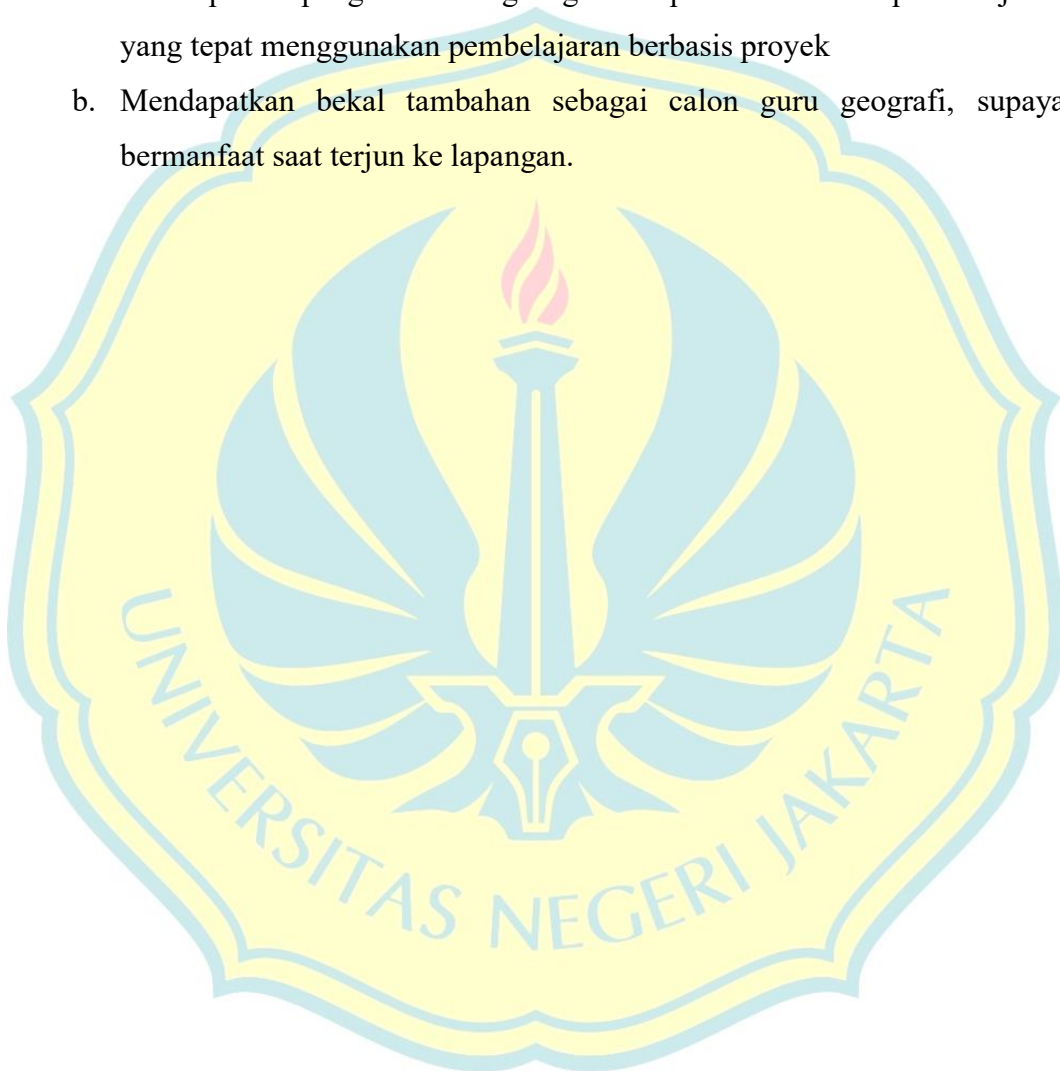 yang tepat menggunakan pembelajaran berbasis proyek
b. Mendapatkan bekal tambahan sebagai calon guru geografi, supaya
bermanfaat saat terjun ke lapangan.
UNIVERSITAS NEGERI JAKARTA